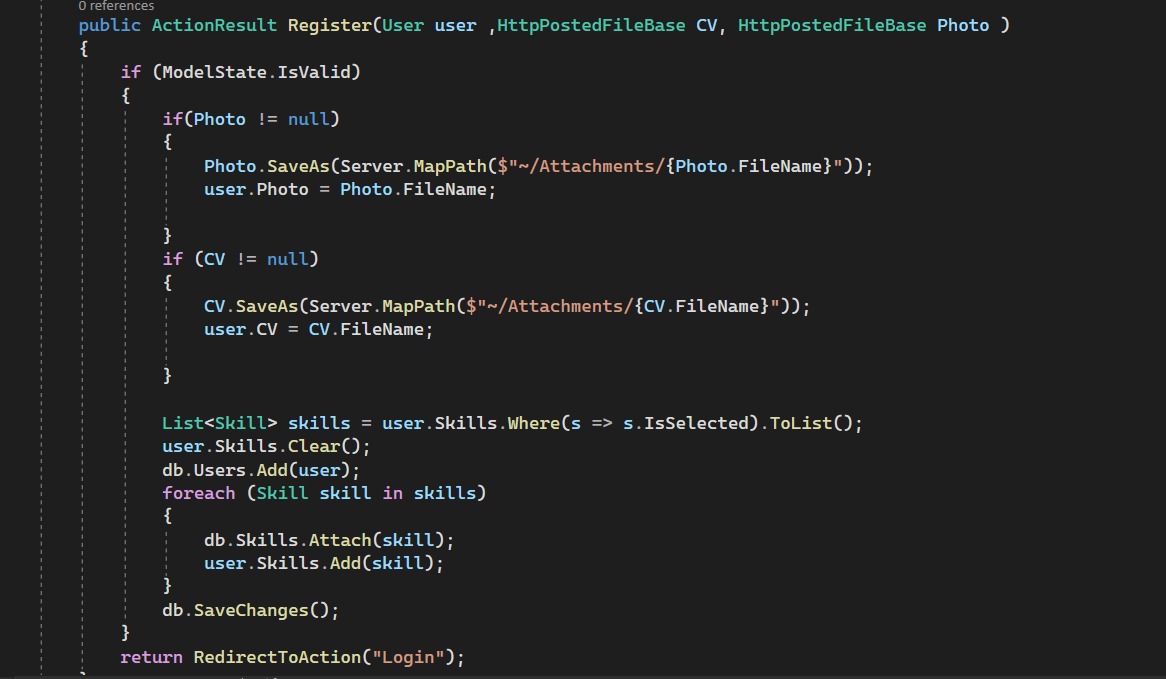 0 references
public ActionResult Register(User user ,HttpPostedFileBase CV, HttpPostedFileBase Photo )
{
    if (ModelState.IsValid)
    {
        if(Photo != null)
        {
            Photo.SaveAs(Server.MapPath($"~/Attachments/{Photo.FileName}"));
            user.Photo = Photo.FileName;

        }
        if (CV != null)
        {
            CV.SaveAs(Server.MapPath($"~/Attachments/{CV.FileName}"));
            user.CV = CV.FileName;

        }

        List<Skill> skills = user.Skills.Where(s => s.IsSelected).ToList();
        user.Skills.Clear();
        db.Users.Add(user);
        foreach (Skill skill in skills)
        {
            db.Skills.Attach(skill);
            user.Skills.Add(skill);
        }
        db.SaveChanges();
    }
    return RedirectToAction("Login");